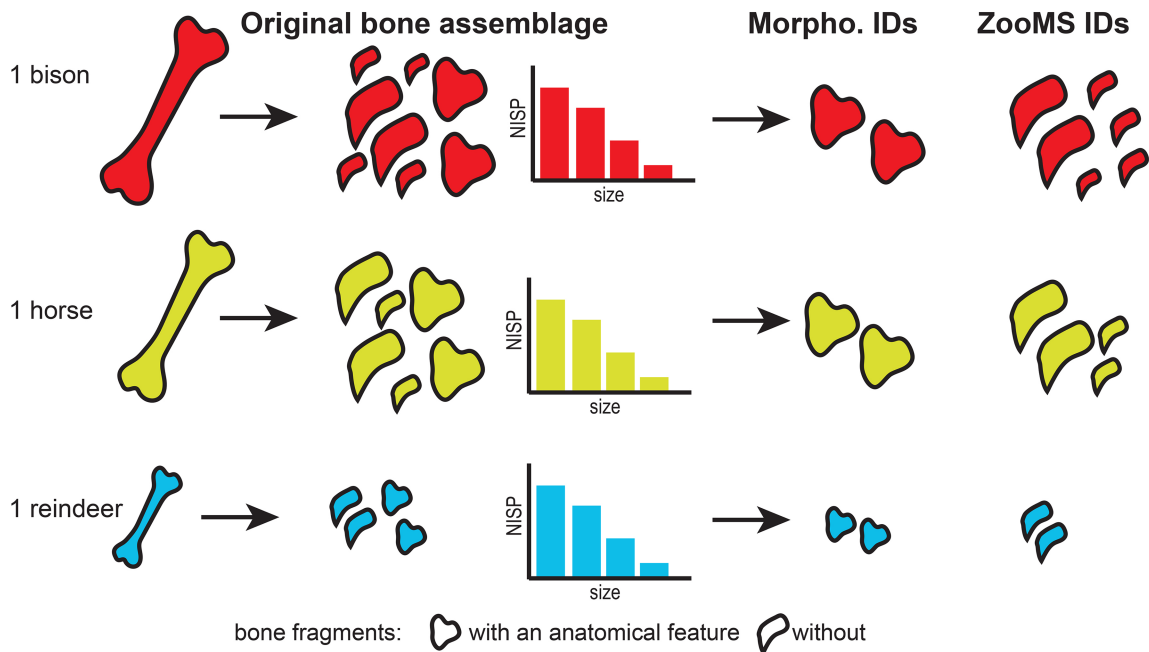 Original bone assemblage
Morpho. IDs
ZooMS IDs
1 bison
NISP
size
1 horse
NISP
size
1 reindeer
NISP
size
bone fragments: with an anatomical feature without